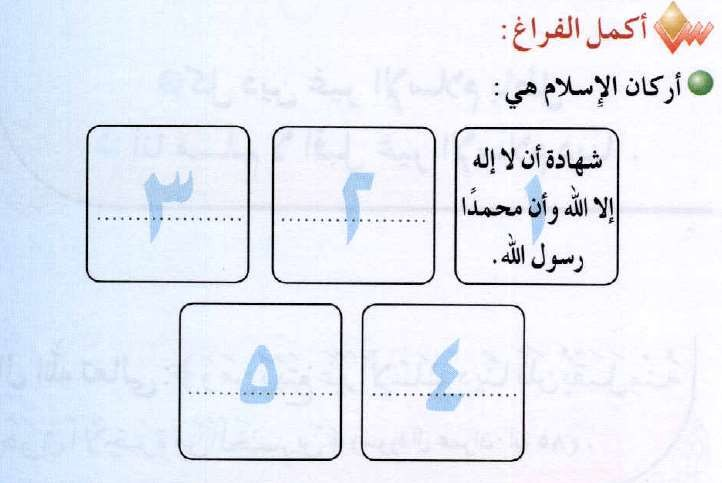 أكمل الفراغ:
أركان الإسلام هي:
شهادة أن لا إله
إلا الله وأن محمدًا
رسول الله.
١
٢
٣
٤
٥